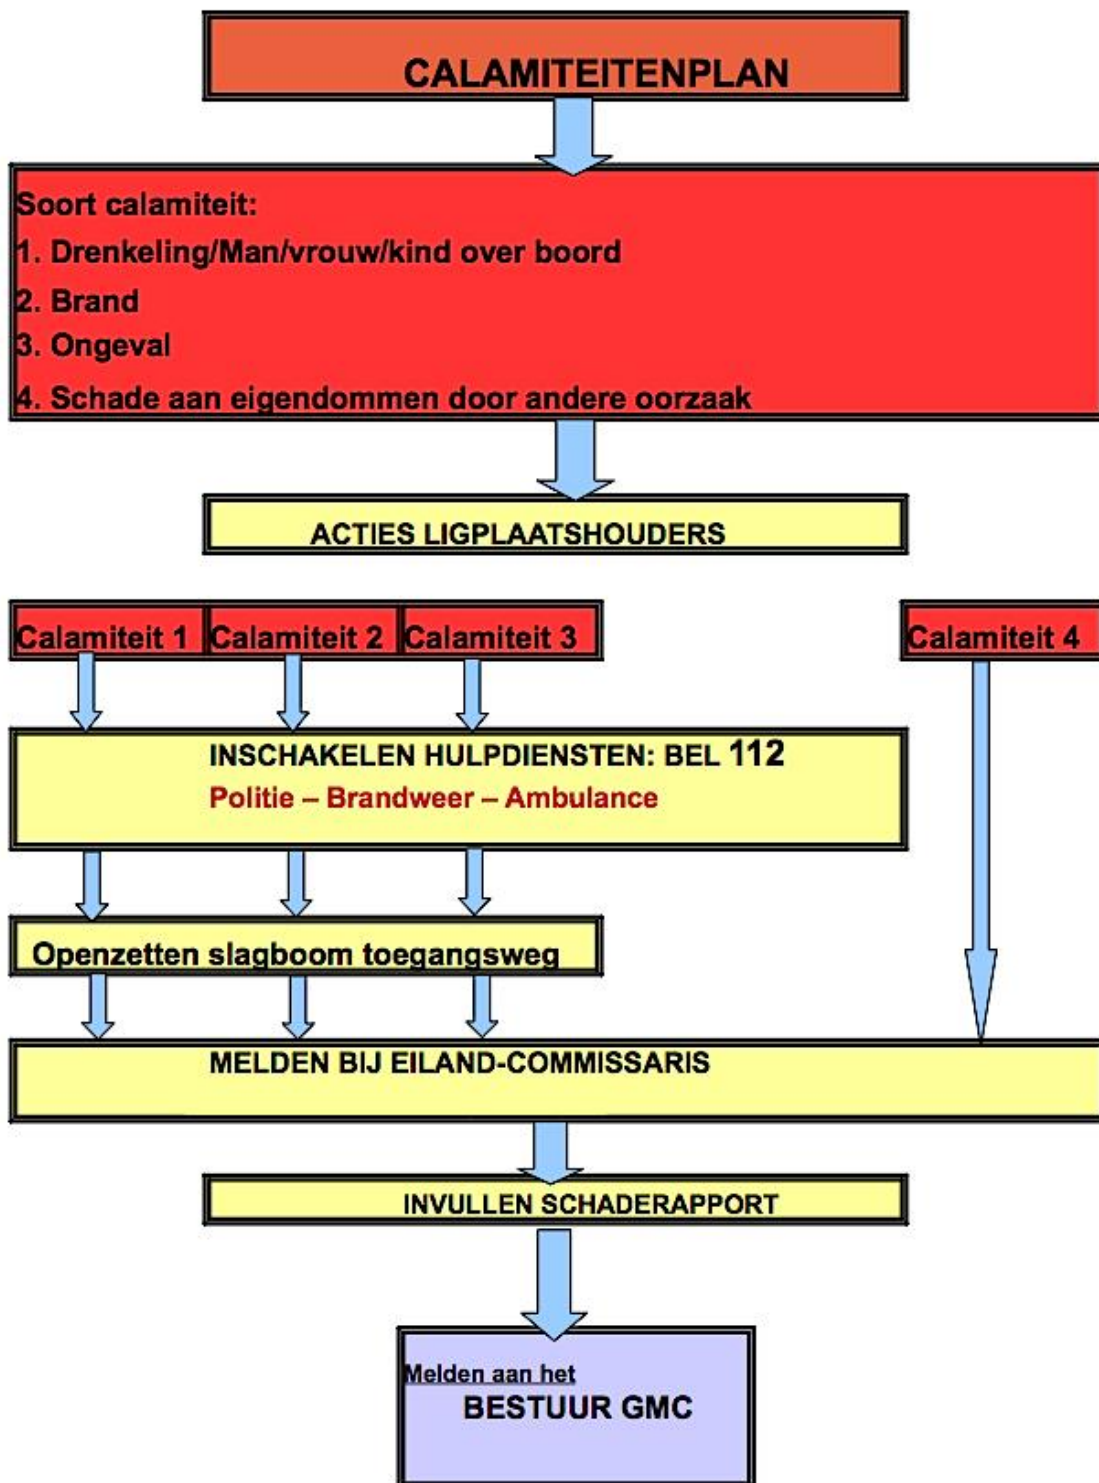 CALAMITEITENPLAN
Soort calamiteit:
1. Drenkeling/Man/vrouw/kind over boord
2. Brand
3. Ongeval
4. Schade aan eigendommen door andere oorzaak
ACTIES LIGPLAATSHOUDERS
Calamiteit 1 Calamiteit 2 Calamiteit 3 Calamiteit 4
INSCHAKELEN HULPDIENSTEN: BEL 112
Politie – Brandweer – Ambulance
Openzetten slagboom toegangsweg
MELDEN BIJ EILAND-COMMISSARIS
INVULLEN SCHADERAPPORT
Melden aan het
BESTUUR GMC